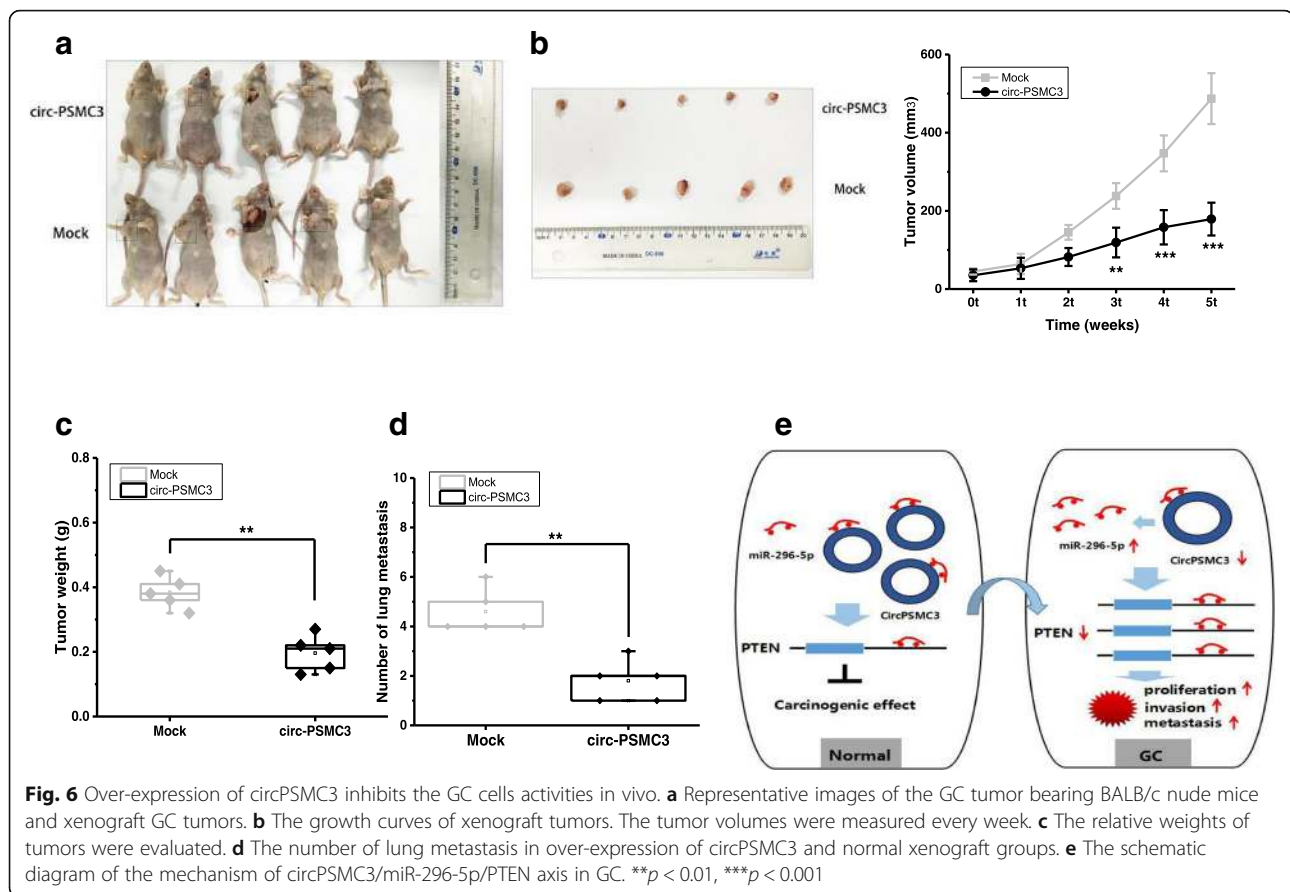 a
circ-PSMC3
Mock
b
circ-PSMC3
Mock
MADE IN CHINA DC-008
Mock
circ-PSMC3
Tumor volume (mm3)
600
400
200
0
**
***
***
0t 1t 2t 3t 4t 5t
Time (weeks)
c
Mock
circ-PSMC3
Tumor weight (g)
0.8
0.6
0.4
0.2
0.0
**
Mock circ-PSMC3
d
Mock
circ-PSMC3
Number of lung metastasis
10
8
6
4
2
0
**
Mock circ-PSMC3
e
miR-296-5p
CircPSMC3
PTEN
Carcinogenic effect
Normal
miR-296-5p ↑
CircPSMC3 ↓
PTEN ↓
proliferation ↑
invasion ↑
metastasis ↑
GC
Fig. 6 Over-expression of circPSMC3 inhibits the GC cells activities in vivo. a Representative images of the GC tumor bearing BALB/c nude mice
and xenograft GC tumors. b The growth curves of xenograft tumors. The tumor volumes were measured every week. c The relative weights of
tumors were evaluated. d The number of lung metastasis in over-expression of circPSMC3 and normal xenograft groups. e The schematic
diagram of the mechanism of circPSMC3/miR-296-5p/PTEN axis in GC. **p < 0.01, ***p < 0.001